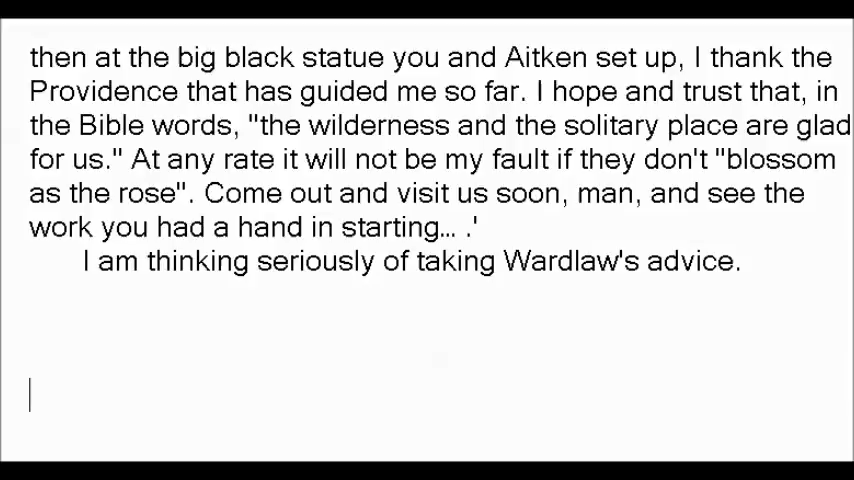 then at the big black statue you and Aitken set up, I thank the
Providence that has guided me so far. I hope and trust that, in
the Bible words, "the wilderness and the solitary place are glad
for us." At any rate it will not be my fault if they don't "blossom
as the rose". Come out and visit us soon, man, and see the
work you had a hand in starting... .'
I am thinking seriously of taking Wardlaw's advice.